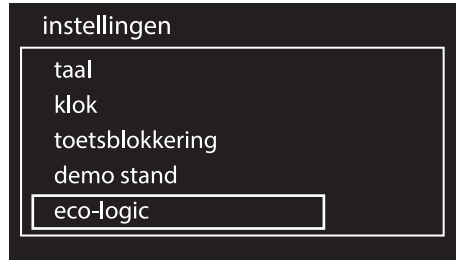 instellingen
taal
klok
toetsblokkering
demo stand
eco-logic